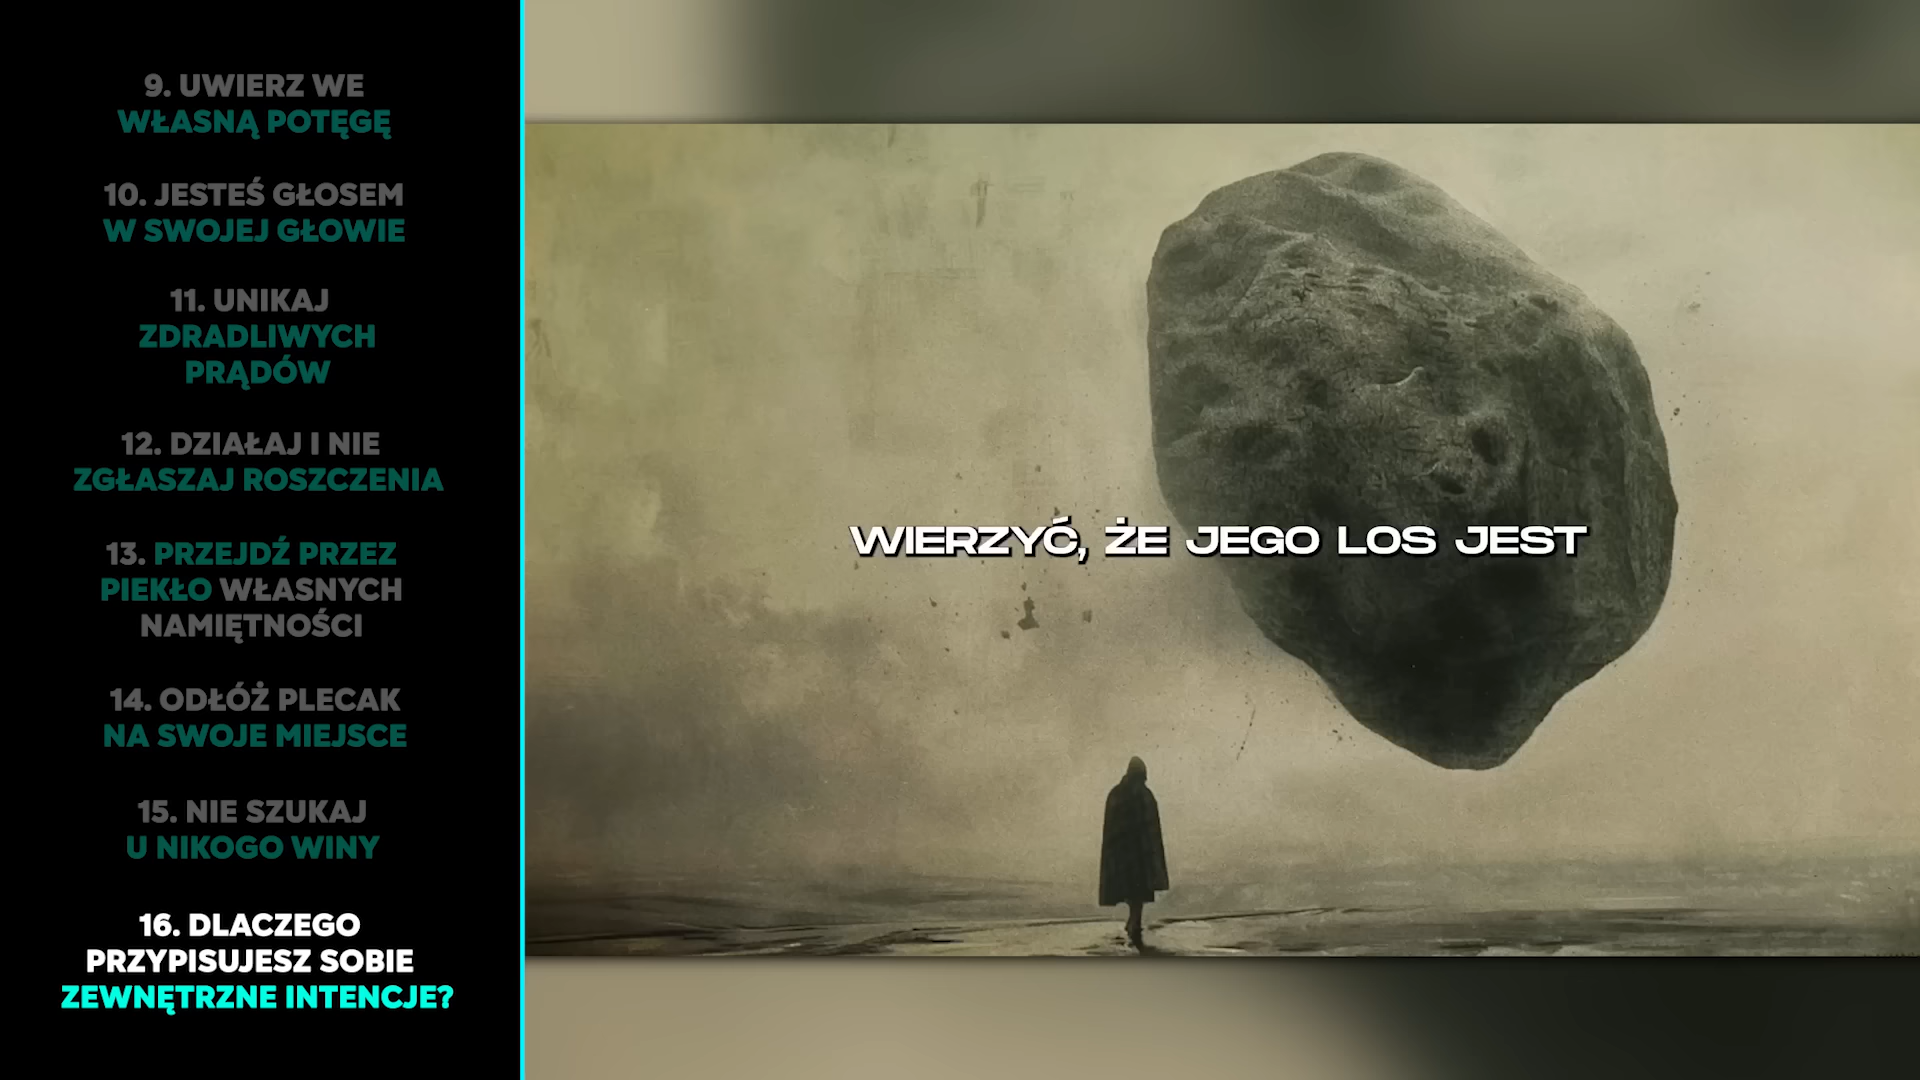 9. UWIERZ WE
WŁASNĄ POTĘGĘ
10. JESTEŚ GŁOSEM
W SWOJEJ GŁOWIE
11. UNIKAJ
ZDRADLIWYCH
PRĄDÓW
12. DZIAŁAJ I NIE
ZGŁASZAJ ROSZCZENIA
13. PRZEJDŹ PRZEZ
PIEKŁO WŁASNYCH
NAMIĘTNOŚCI
14. ODŁÓŻ PLECAK
NA SWOJE MIEJSCE
15. NIE SZUKAJ
U NIKOGO WINY
16. DLACZEGO
PRZYPISUJESZ SOBIE
ZEWNĘTRZNE INTENCJE?
WIERZYĆ, ŻE JEGO LOS JEST